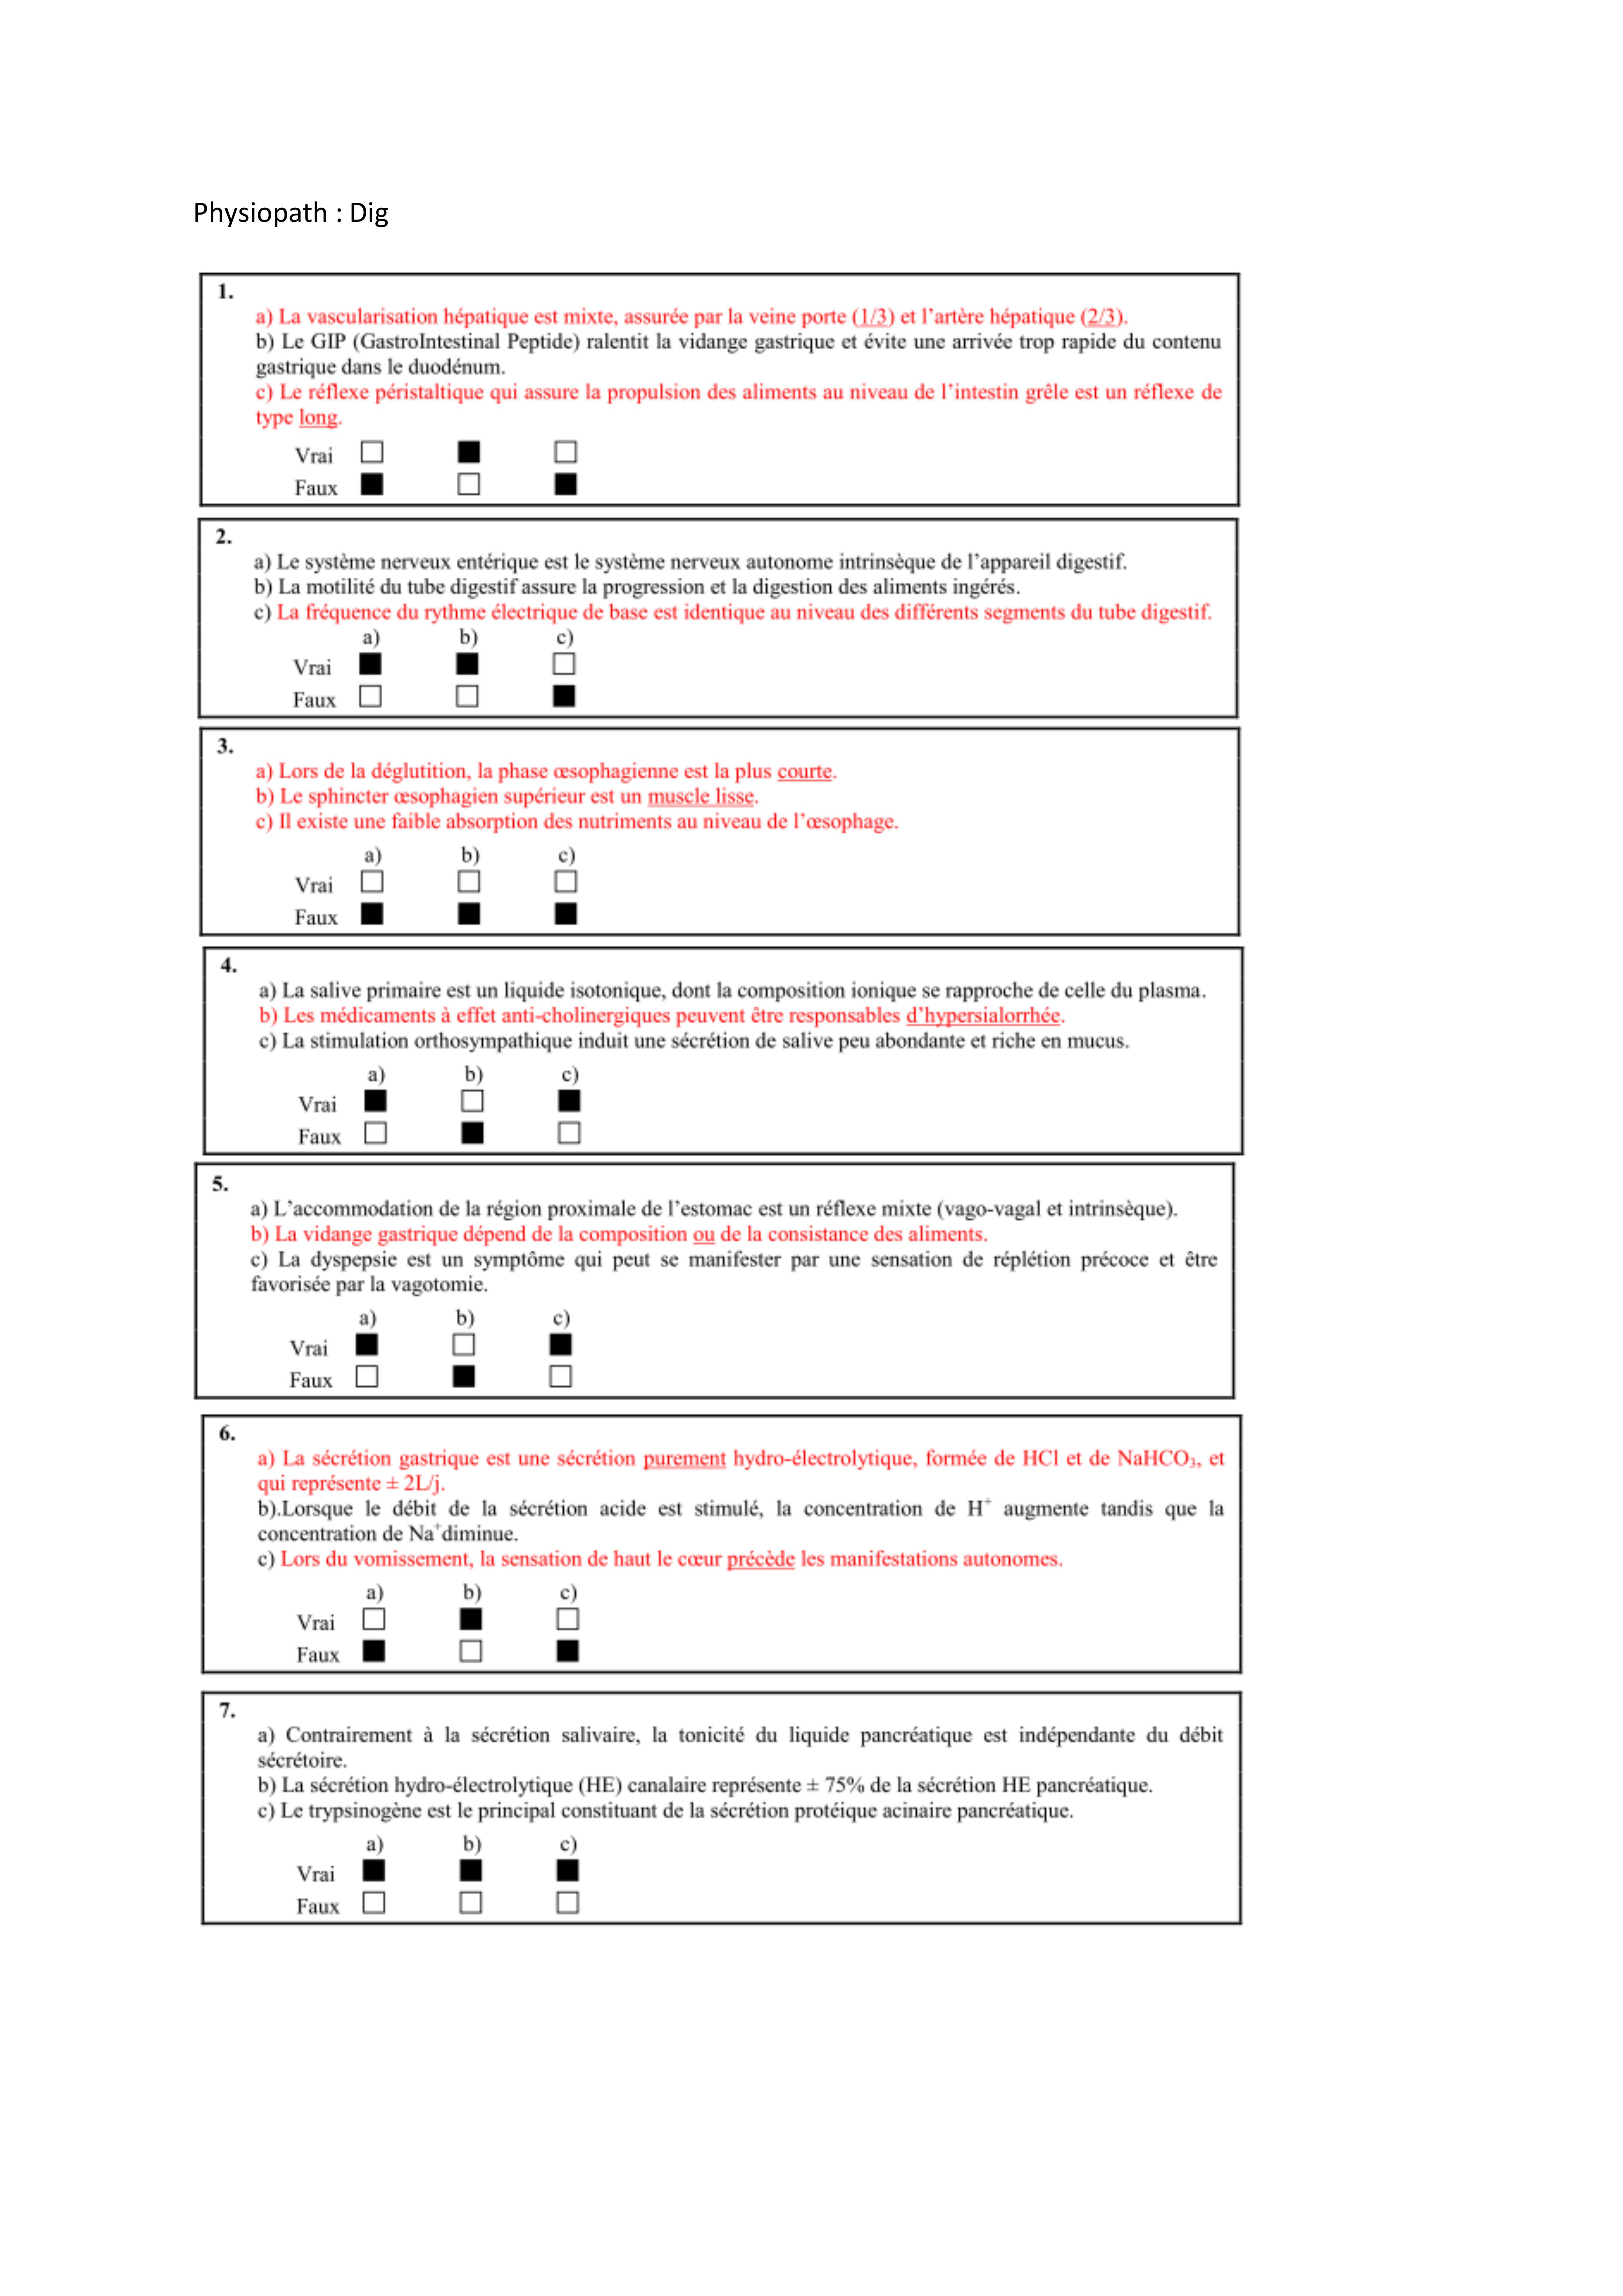 Physiopath : Dig
1.
a) La vascularisation hépatique est mixte, assurée par la veine porte (1/3) et l’artère hépatique (2/3).
b) Le GIP (GastroIntestinal Peptide) ralentit la vidange gastrique et évite une arrivée trop rapide du contenu
gastrique dans le duodénum.
c) Le réflexe péristaltique qui assure la propulsion des aliments au niveau de l’intestin grêle est un réflexe de
type long.
Vrai
Faux
2.
a) Le système nerveux entérique est le système nerveux autonome intrinsèque de l’appareil digestif.
b) La motilité du tube digestif assure la progression et la digestion des aliments ingérés.
c) La fréquence du rythme électrique de base est identique au niveau des différents segments du tube digestif.
a) b) c)
Vrai
Faux
3.
a) Lors de la déglutition, la phase œsophagienne est la plus courte.
b) Le sphincter œsophagien supérieur est un muscle lisse.
c) Il existe une faible absorption des nutriments au niveau de l’œsophage.
a) b) c)
Vrai
Faux
4.
a) La salive primaire est un liquide isotonique, dont la composition ionique se rapproche de celle du plasma.
b) Les médicaments à effet anti-cholinergiques peuvent être responsables d’hypersialorrhée.
c) La stimulation orthosympathique induit une sécrétion de salive peu abondante et riche en mucus.
a) b) c)
Vrai
Faux
5.
a) L’accommodation de la région proximale de l’estomac est un réflexe mixte (vago-vagal et intrinsèque).
b) La vidange gastrique dépend de la composition ou de la consistance des aliments.
c) La dyspepsie est un symptôme qui peut se manifester par une sensation de réplétion précoce et être
favorisée par la vagotomie.
a) b) c)
Vrai
Faux
6.
a) La sécrétion gastrique est une sécrétion purement hydro-électrolytique, formée de HCl et de NaHCO₃, et
qui représente ± 2L/j.
b).Lorsque le débit de la sécrétion acide est stimulé, la concentration de H⁺ augmente tandis que la
concentration de Na⁺diminue.
c) Lors du vomissement, la sensation de haut le cœur précède les manifestations autonomes.
a) b) c)
Vrai
Faux
7.
a) Contrairement à la sécrétion salivaire, la tonicité du liquide pancréatique est indépendante du débit
sécrétoire.
b) La sécrétion hydro-électrolytique (HE) canalaire représente ± 75% de la sécrétion HE pancréatique.
c) Le trypsinogène est le principal constituant de la sécrétion protéique acinaire pancréatique.
a) b) c)
Vrai
Faux